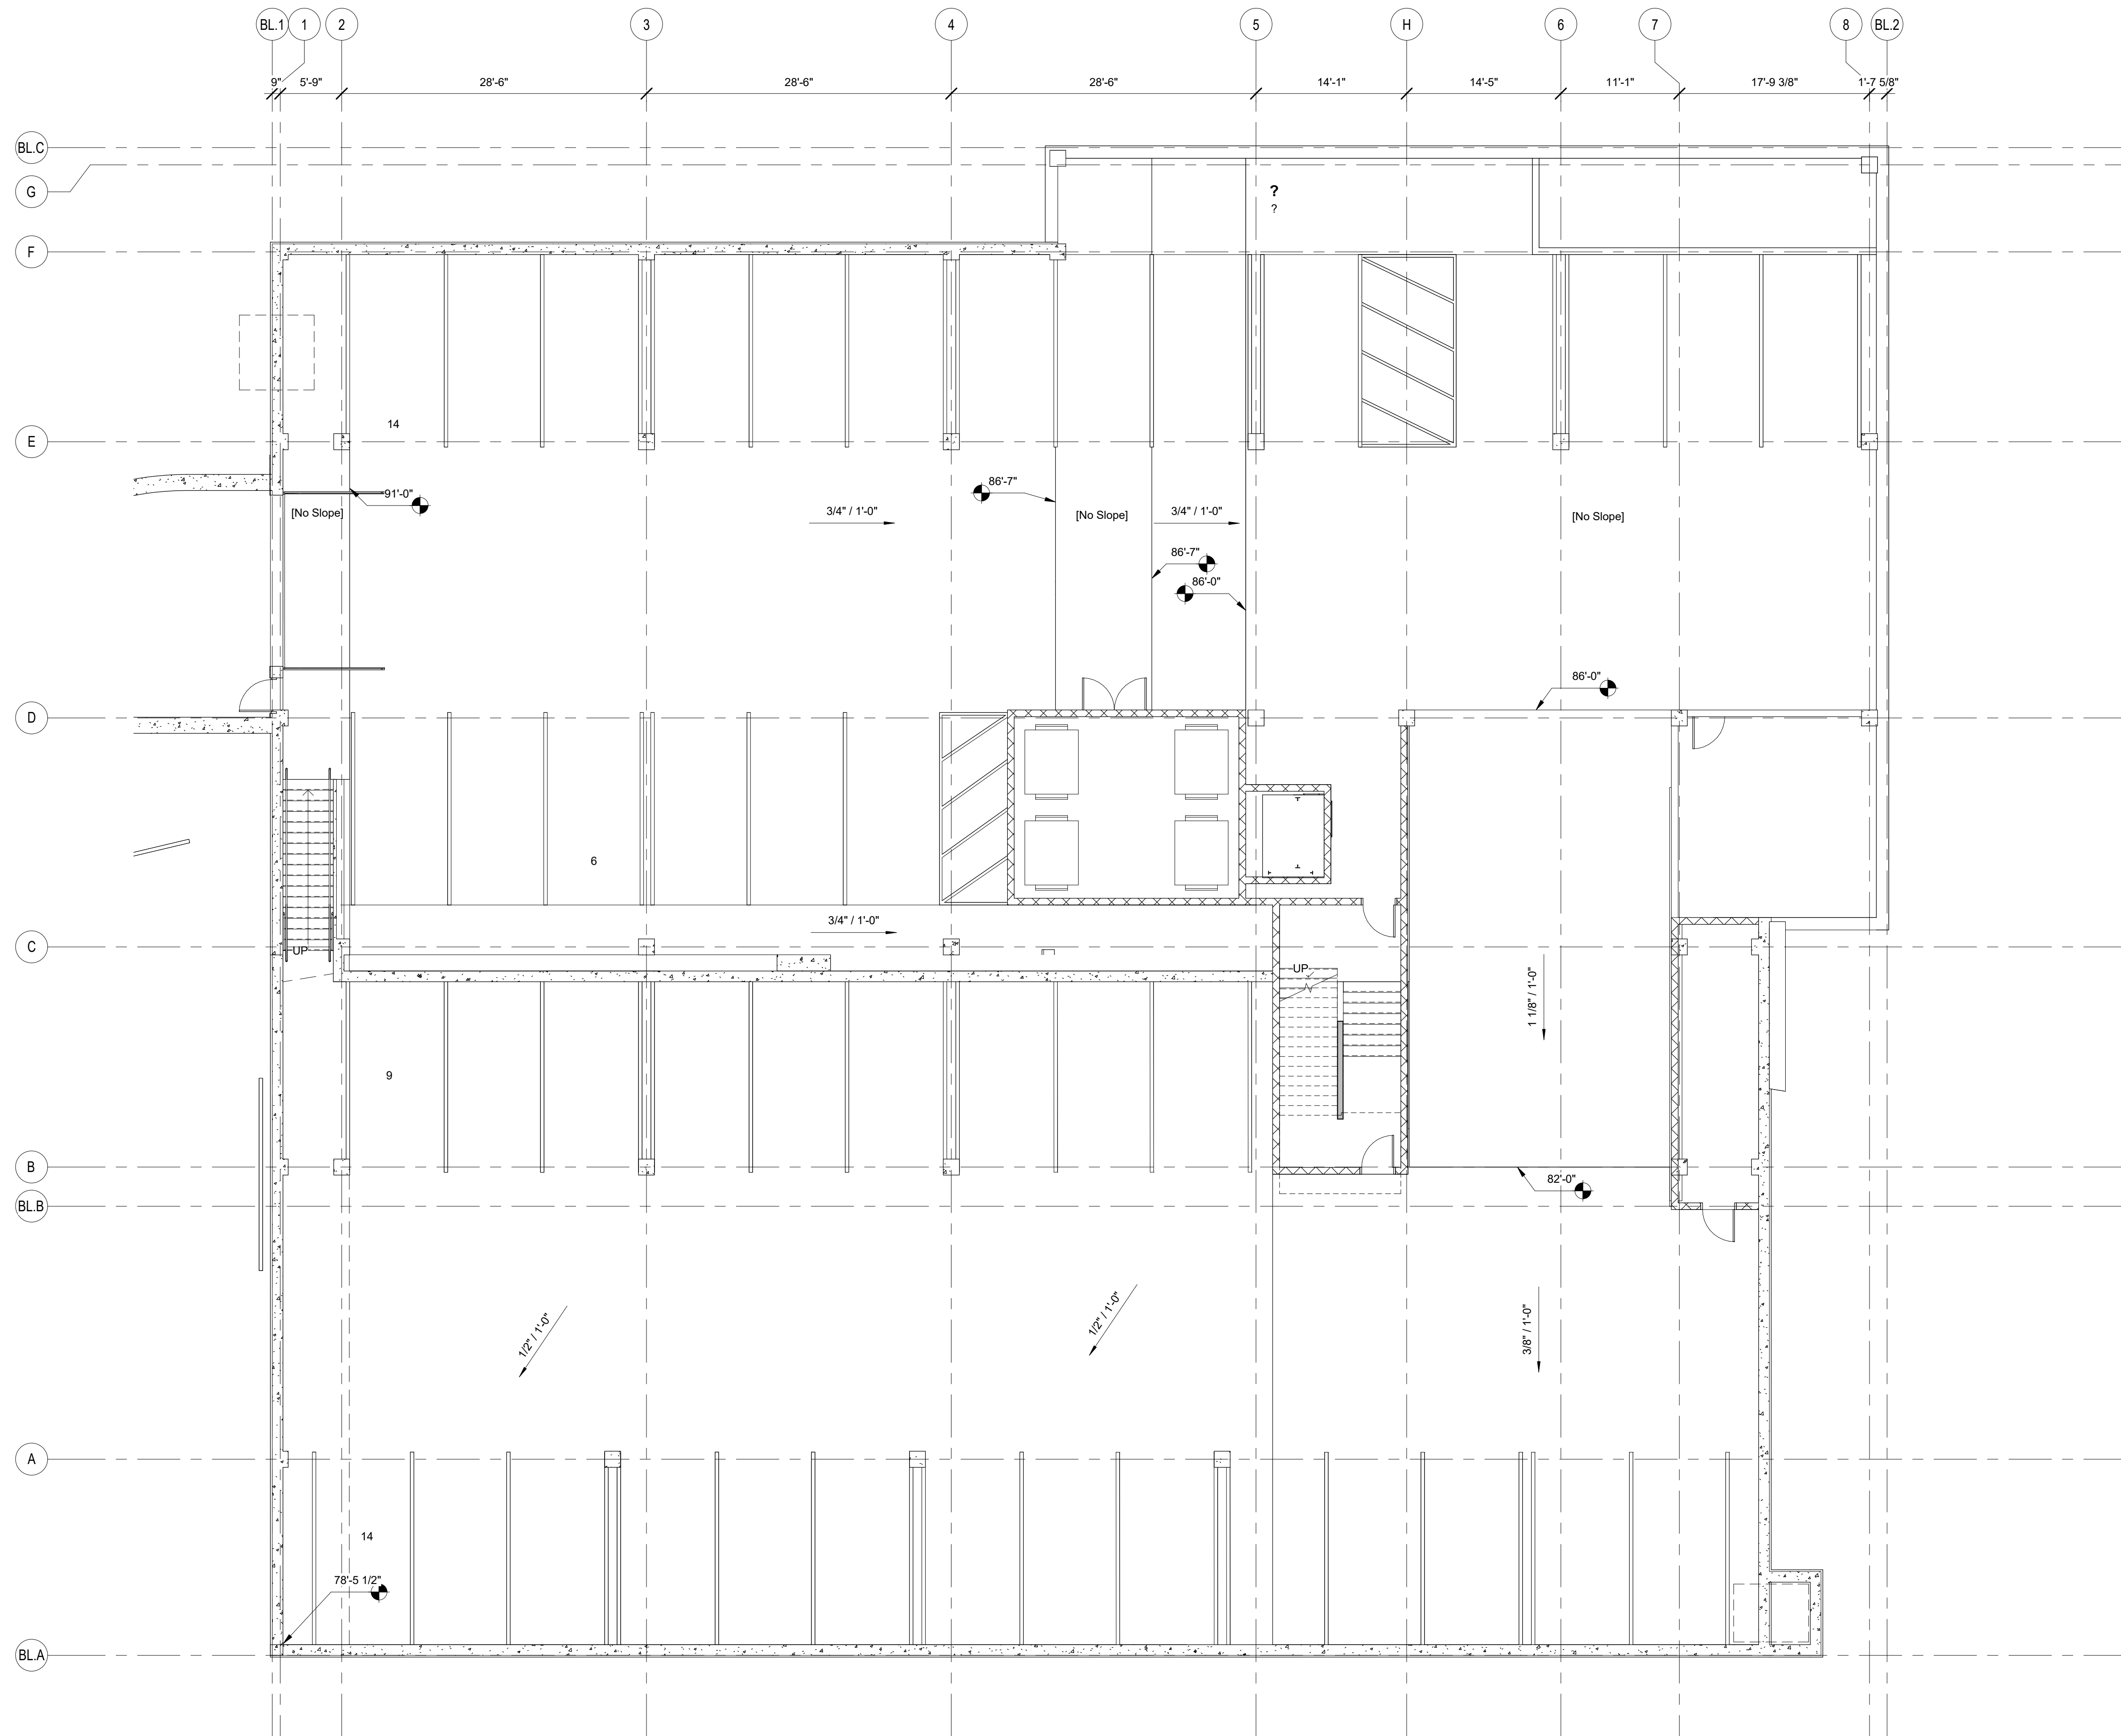 BL.1 1 2 3 4 5 H 6 7 8 BL.2
9" 5'-9" 28'-6" 28'-6" 28'-6" 14'-1" 14'-5" 11'-1" 17'-9 3/8" 1'-7 5/8"
BL.C
G
?
?
F
14
E
86'-7"
91'-0"
[No Slope]
3/4" / 1'-0"
[No Slope]
3/4" / 1'-0"
[No Slope]
86'-7"
86'-0"
86'-0"
D
6
3/4" / 1'-0"
C
UP
UP
1 1/8" / 1'-0"
9
B
82'-0"
BL.B
1/2" / 1'-0"
1/2" / 1'-0"
3/8" / 1'-0"
A
14
78'-5 1/2"
BL.A